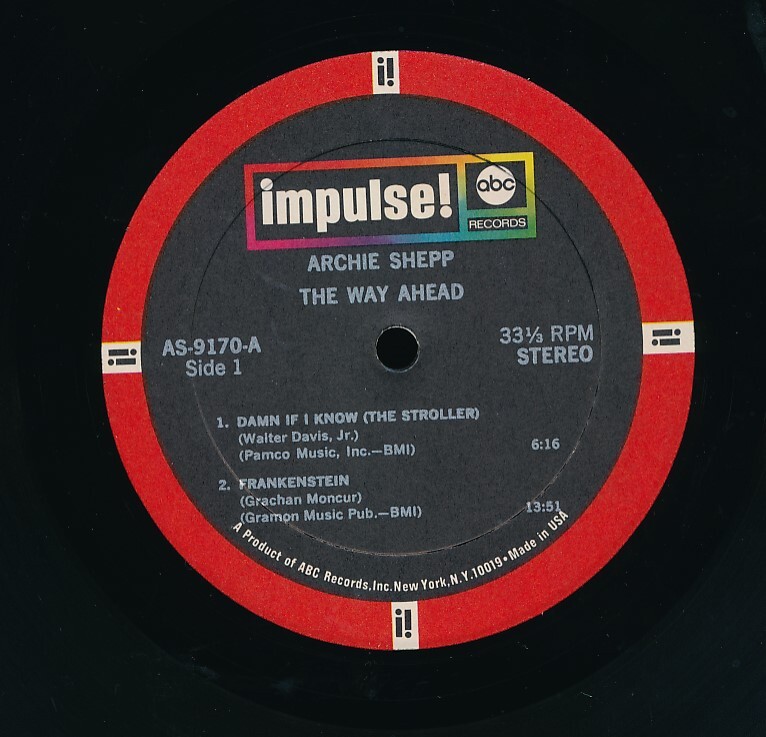 i!
impulse! abc RECORDS
ARCHIE SHEPP
THE WAY AHEAD
i! i!
AS-9170-A 33⅓ RPM
Side 1 STEREO
1. DAMN IF I KNOW (THE STROLLER)
(Walter Davis, Jr.) 6:16
(Pamco Music, Inc.—BMI)
2. FRANKENSTEIN
(Grachan Moncur) 13:51
(Gramon Music Pub.—BMI)
A Product of ABC Records,Inc.New York,N.Y.10019•Made in USA
i!